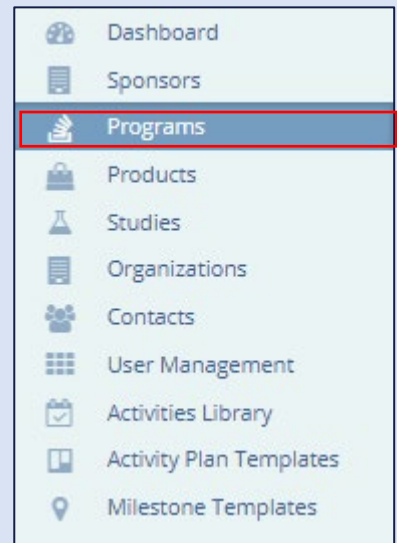 Dashboard
Sponsors
Programs
Products
Studies
Organizations
Contacts
User Management
Activities Library
Activity Plan Templates
Milestone Templates